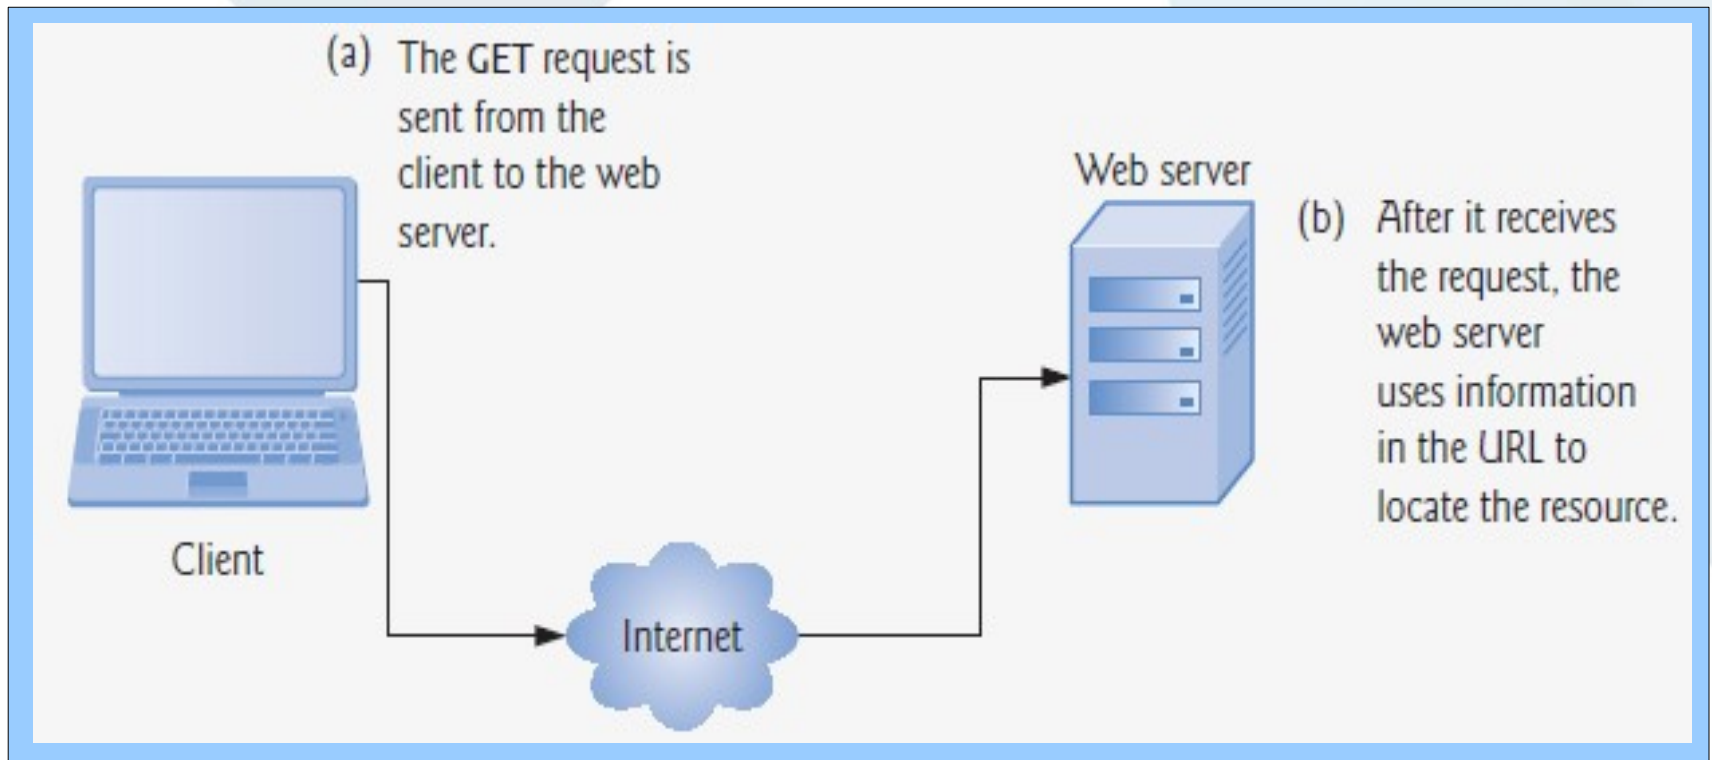 (a) The GET request is
sent from the
client to the web
server.
Web server
(b) After it receives
the request, the
web server
uses information
in the URL to
locate the resource.
Client
Internet